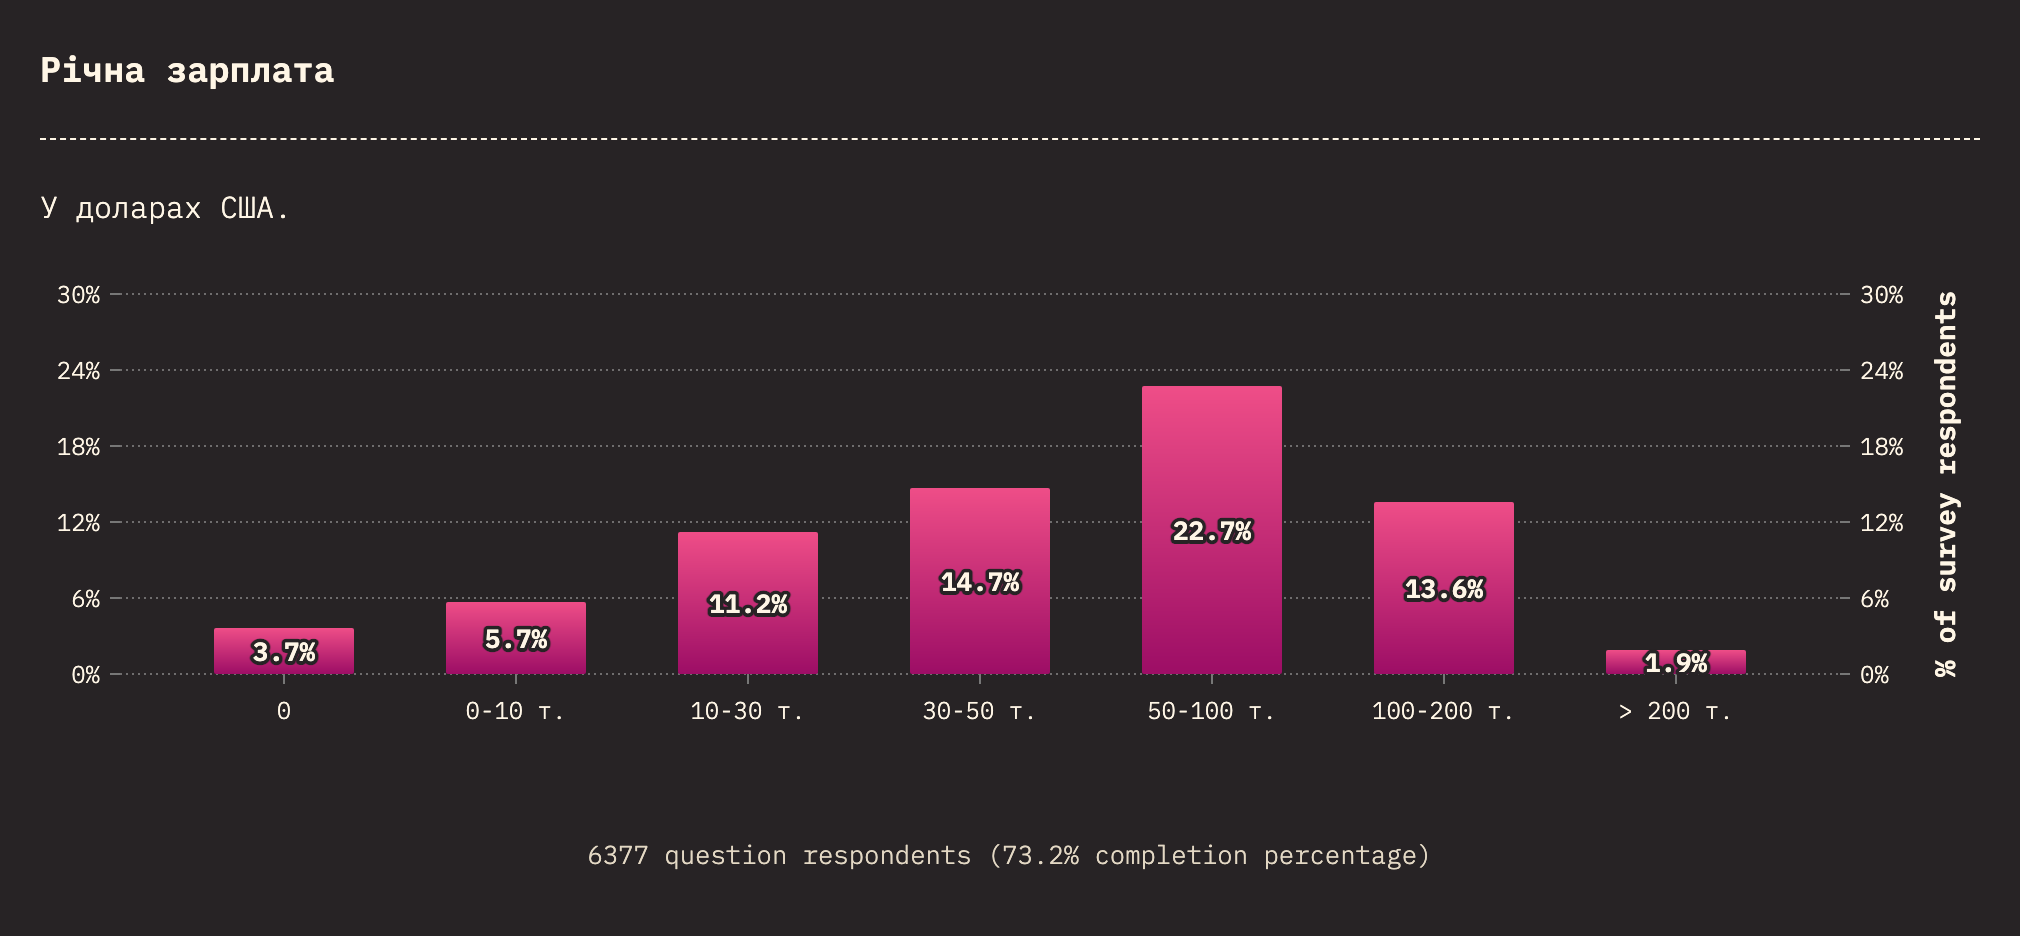 Річна зарплата
У доларах США.
30% 30%
24% 24%
18% 18%
12% 12%
6% 6%
0% 0%
% of survey respondents
3.7% 5.7% 11.2% 14.7% 22.7% 13.6% 1.9%
0 0-10 т. 10-30 т. 30-50 т. 50-100 т. 100-200 т. > 200 т.
6377 question respondents (73.2% completion percentage)